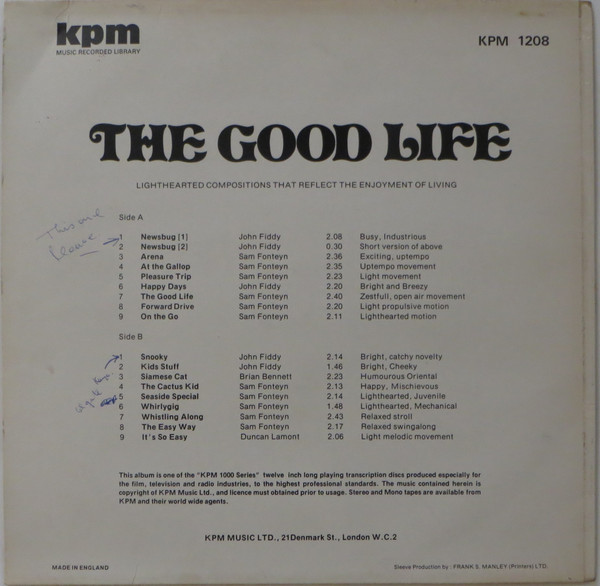 kpm
MUSIC RECORDED LIBRARY
KPM 1208
THE GOOD LIFE
LIGHTHEARTED COMPOSITIONS THAT REFLECT THE ENJOYMENT OF LIVING
This one
Please
Side A
1 Newsbug [1] John Fiddy 2.08 Busy, Industrious
2 Newsbug [2] John Fiddy 0.30 Short version of above
3 Arena Sam Fonteyn 2.36 Exciting, uptempo
4 At the Gallop Sam Fonteyn 2.35 Uptempo movement
5 Pleasure Trip Sam Fonteyn 2.23 Light movement
6 Happy Days John Fiddy 2.20 Bright and Breezy
7 The Good Life Sam Fonteyn 2.40 Zestfull, open air movement
8 Forward Drive Sam Fonteyn 2.20 Light propulsive motion
9 On the Go Sam Fonteyn 2.11 Lighthearted motion
Side B
1 Snooky John Fiddy 2.14 Bright, catchy novelty
2 Kids Stuff John Fiddy 1.46 Bright, Cheeky
3 Siamese Cat Brian Bennett 2.23 Humourous Oriental
4 The Cactus Kid Sam Fonteyn 2.13 Happy, Mischievous
5 Seaside Special Sam Fonteyn 2.14 Lighthearted, Juvenile
6 Whirlygig Sam Fonteyn 1.48 Lighthearted, Mechanical
7 Whistling Along Sam Fonteyn 2.43 Relaxed stroll
8 The Easy Way Sam Fonteyn 2.17 Relaxed swingalong
9 It's So Easy Duncan Lamont 2.06 Light melodic movement
This album is one of the "KPM 1000 Series" twelve inch long playing transcription discs produced especially for
the film, television and radio industries, to the highest professional standards. The music contained herein is
copyright of KPM Music Ltd., and licence must obtained prior to usage. Stereo and Mono tapes are available from
KPM and their world wide agents.
KPM MUSIC LTD., 21Denmark St., London W.C.2
MADE IN ENGLAND
Sleeve Production by: FRANK S. MANLEY (Printers) LTD.